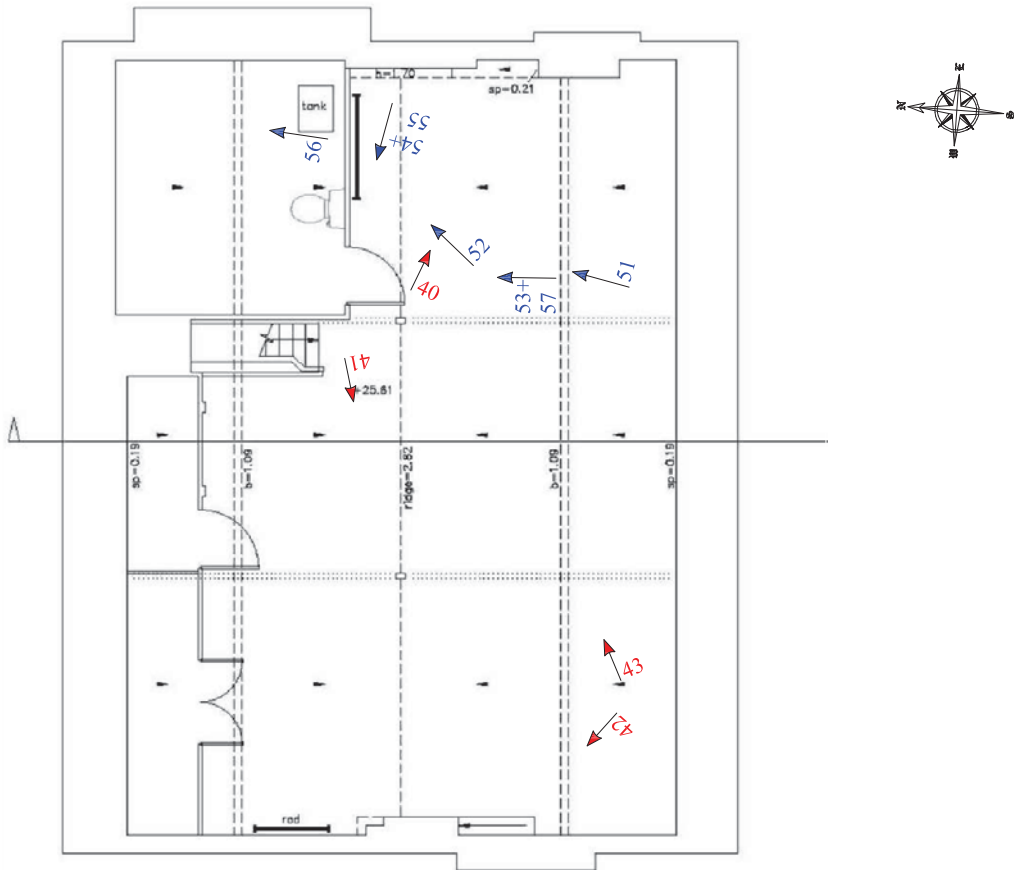 h=1.70
sp=0.21
E
N
S
W
tank
55
54+
56
52
51
40
53+
57
41
+25.61
sp=0.19
b=1.09
ridge=2.82
b=1.09
sp=0.19
43
42
rad